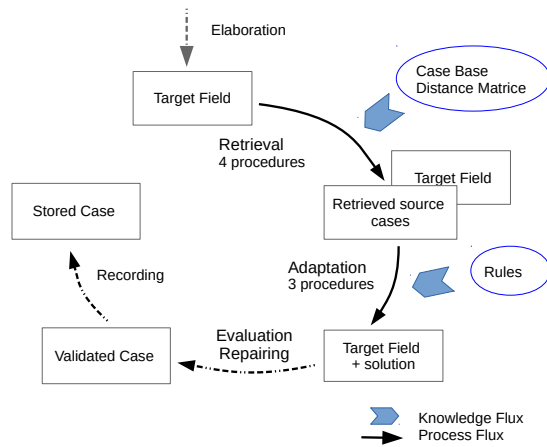 Elaboration
Target Field
Case Base
Distance Matrice
Retrieval
4 procedures
Target Field
Retrieved source
cases
Stored Case
Adaptation
3 procedures
Rules
Recording
Evaluation
Repairing
Validated Case
Target Field
+ solution
Knowledge Flux
Process Flux